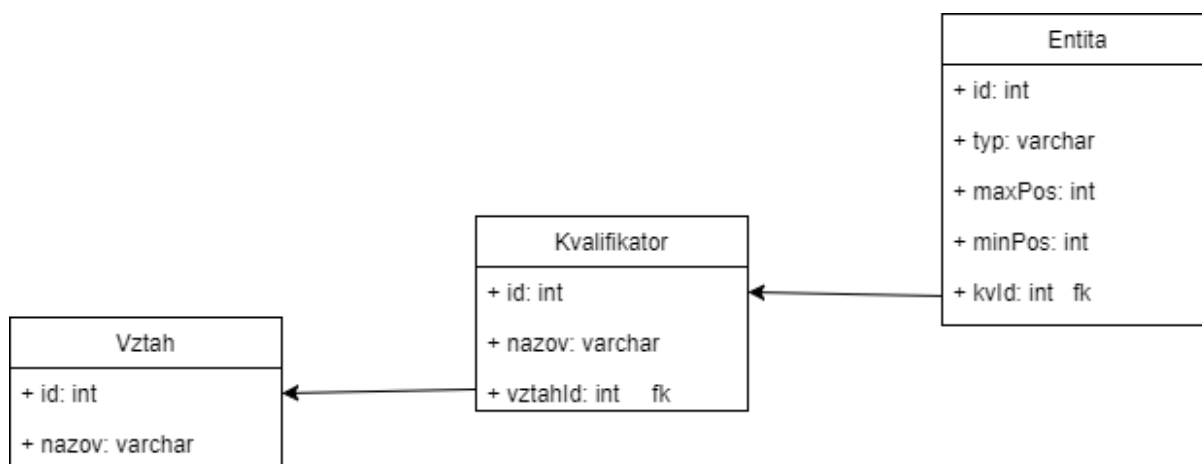 Entita
+ id: int
+ typ: varchar
+ maxPos: int
+ minPos: int
+ kvId: int fk
Kvalifikator
+ id: int
+ nazov: varchar
+ vztahId: int fk
Vztah
+ id: int
+ nazov: varchar